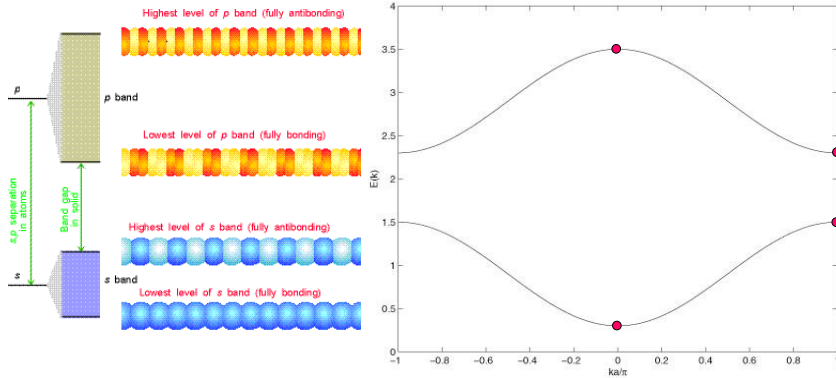 p
p band
s,p separation
in atoms
Band gap
in solid
s
s band
Highest level of p band (fully antibonding)
Lowest level of p band (fully bonding)
Highest level of s band (fully antibonding)
Lowest level of s band (fully bonding)
E(k)
4
3.5
3
2.5
2
1.5
1
0.5
0
-1
-0.8
-0.6
-0.4
-0.2
0
0.2
0.4
0.6
0.8
1
ka/π